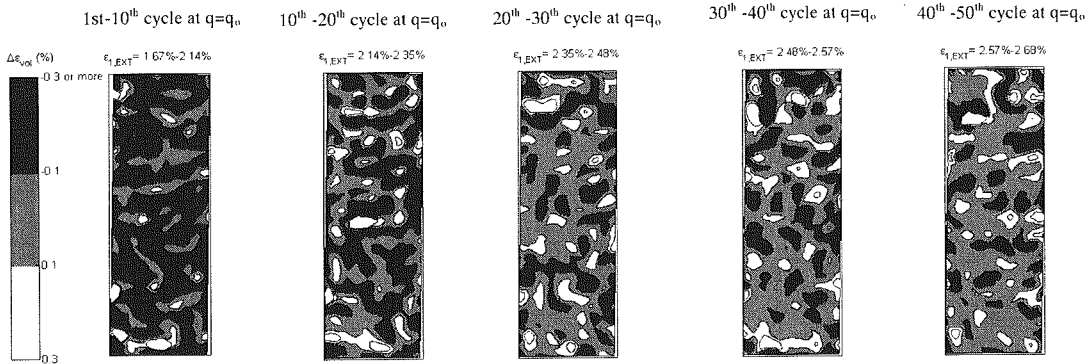 1st-10th cycle at q=qo
10th -20th cycle at q=qo
20th -30th cycle at q=qo
30th -40th cycle at q=qo
40th -50th cycle at q=qo
Δεvol (%)
ε1,EXT= 1 67%-2 14%
ε1,EXT= 2 14%-2 35%
ε1,EXT= 2 35%-2 48%
ε1,EXT= 2 48%-2 57%
ε1,EXT= 2 57%-2 68%
-0 3 or more
-0 1
0 1
0.3